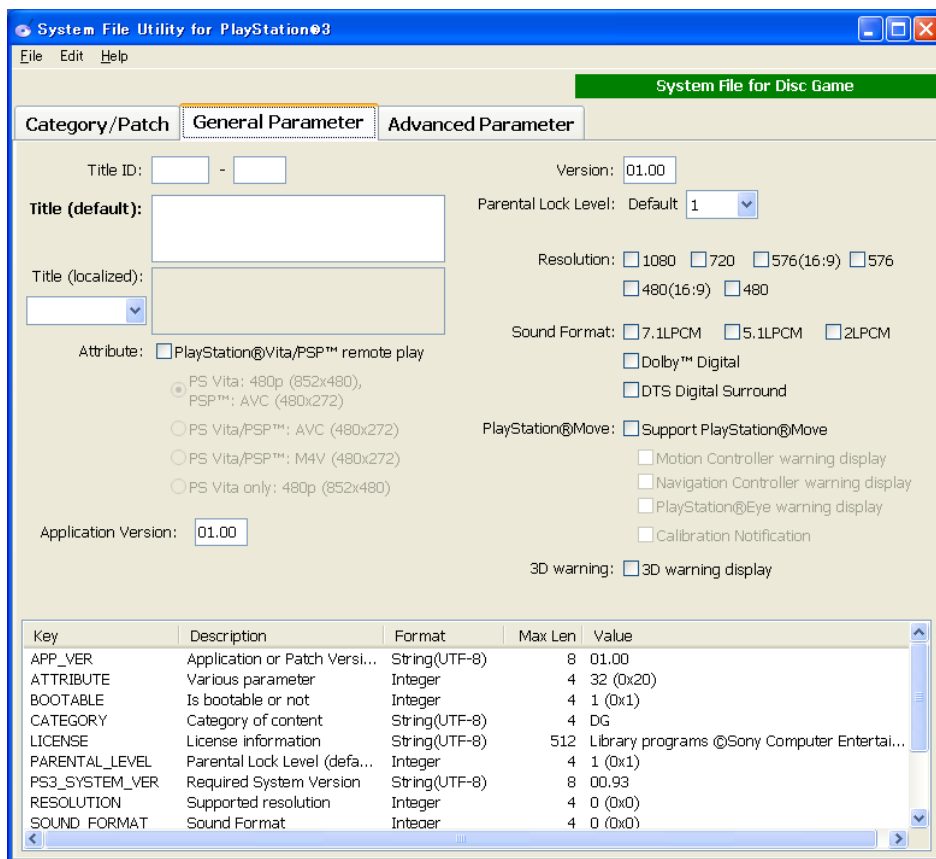 System File Utility for PlayStation®3
File Edit Help
System File for Disc Game
Category/Patch General Parameter Advanced Parameter
Title ID: - Version: 01.00
Title (default): Parental Lock Level: Default 1
Title (localized): Resolution: 1080 720 576(16:9) 576
480(16:9) 480
Sound Format: 7.1LPCM 5.1LPCM 2LPCM
Attribute: PlayStation®Vita/PSP™ remote play
Dolby™ Digital
PS Vita: 480p (852x480),
PSP™: AVC (480x272)
DTS Digital Surround
PS Vita/PSP™: AVC (480x272) PlayStation®Move: Support PlayStation®Move
PS Vita/PSP™: M4V (480x272) Motion Controller warning display
PS Vita only: 480p (852x480) Navigation Controller warning display
PlayStation®Eye warning display
Application Version: 01.00 Calibration Notification
3D warning: 3D warning display
Key Description Format Max Len Value
APP_VER Application or Patch Versi... String(UTF-8) 8 01.00
ATTRIBUTE Various parameter Integer 4 32 (0x20)
BOOTABLE Is bootable or not Integer 4 1 (0x1)
CATEGORY Category of content String(UTF-8) 4 DG
LICENSE License information String(UTF-8) 512 Library programs ©Sony Computer Entertai...
PARENTAL_LEVEL Parental Lock Level (defa... Integer 4 1 (0x1)
PS3_SYSTEM_VER Required System Version String(UTF-8) 8 00.93
RESOLUTION Supported resolution Integer 4 0 (0x0)
SOUND_FORMAT Sound Format Integer 4 0 (0x0)